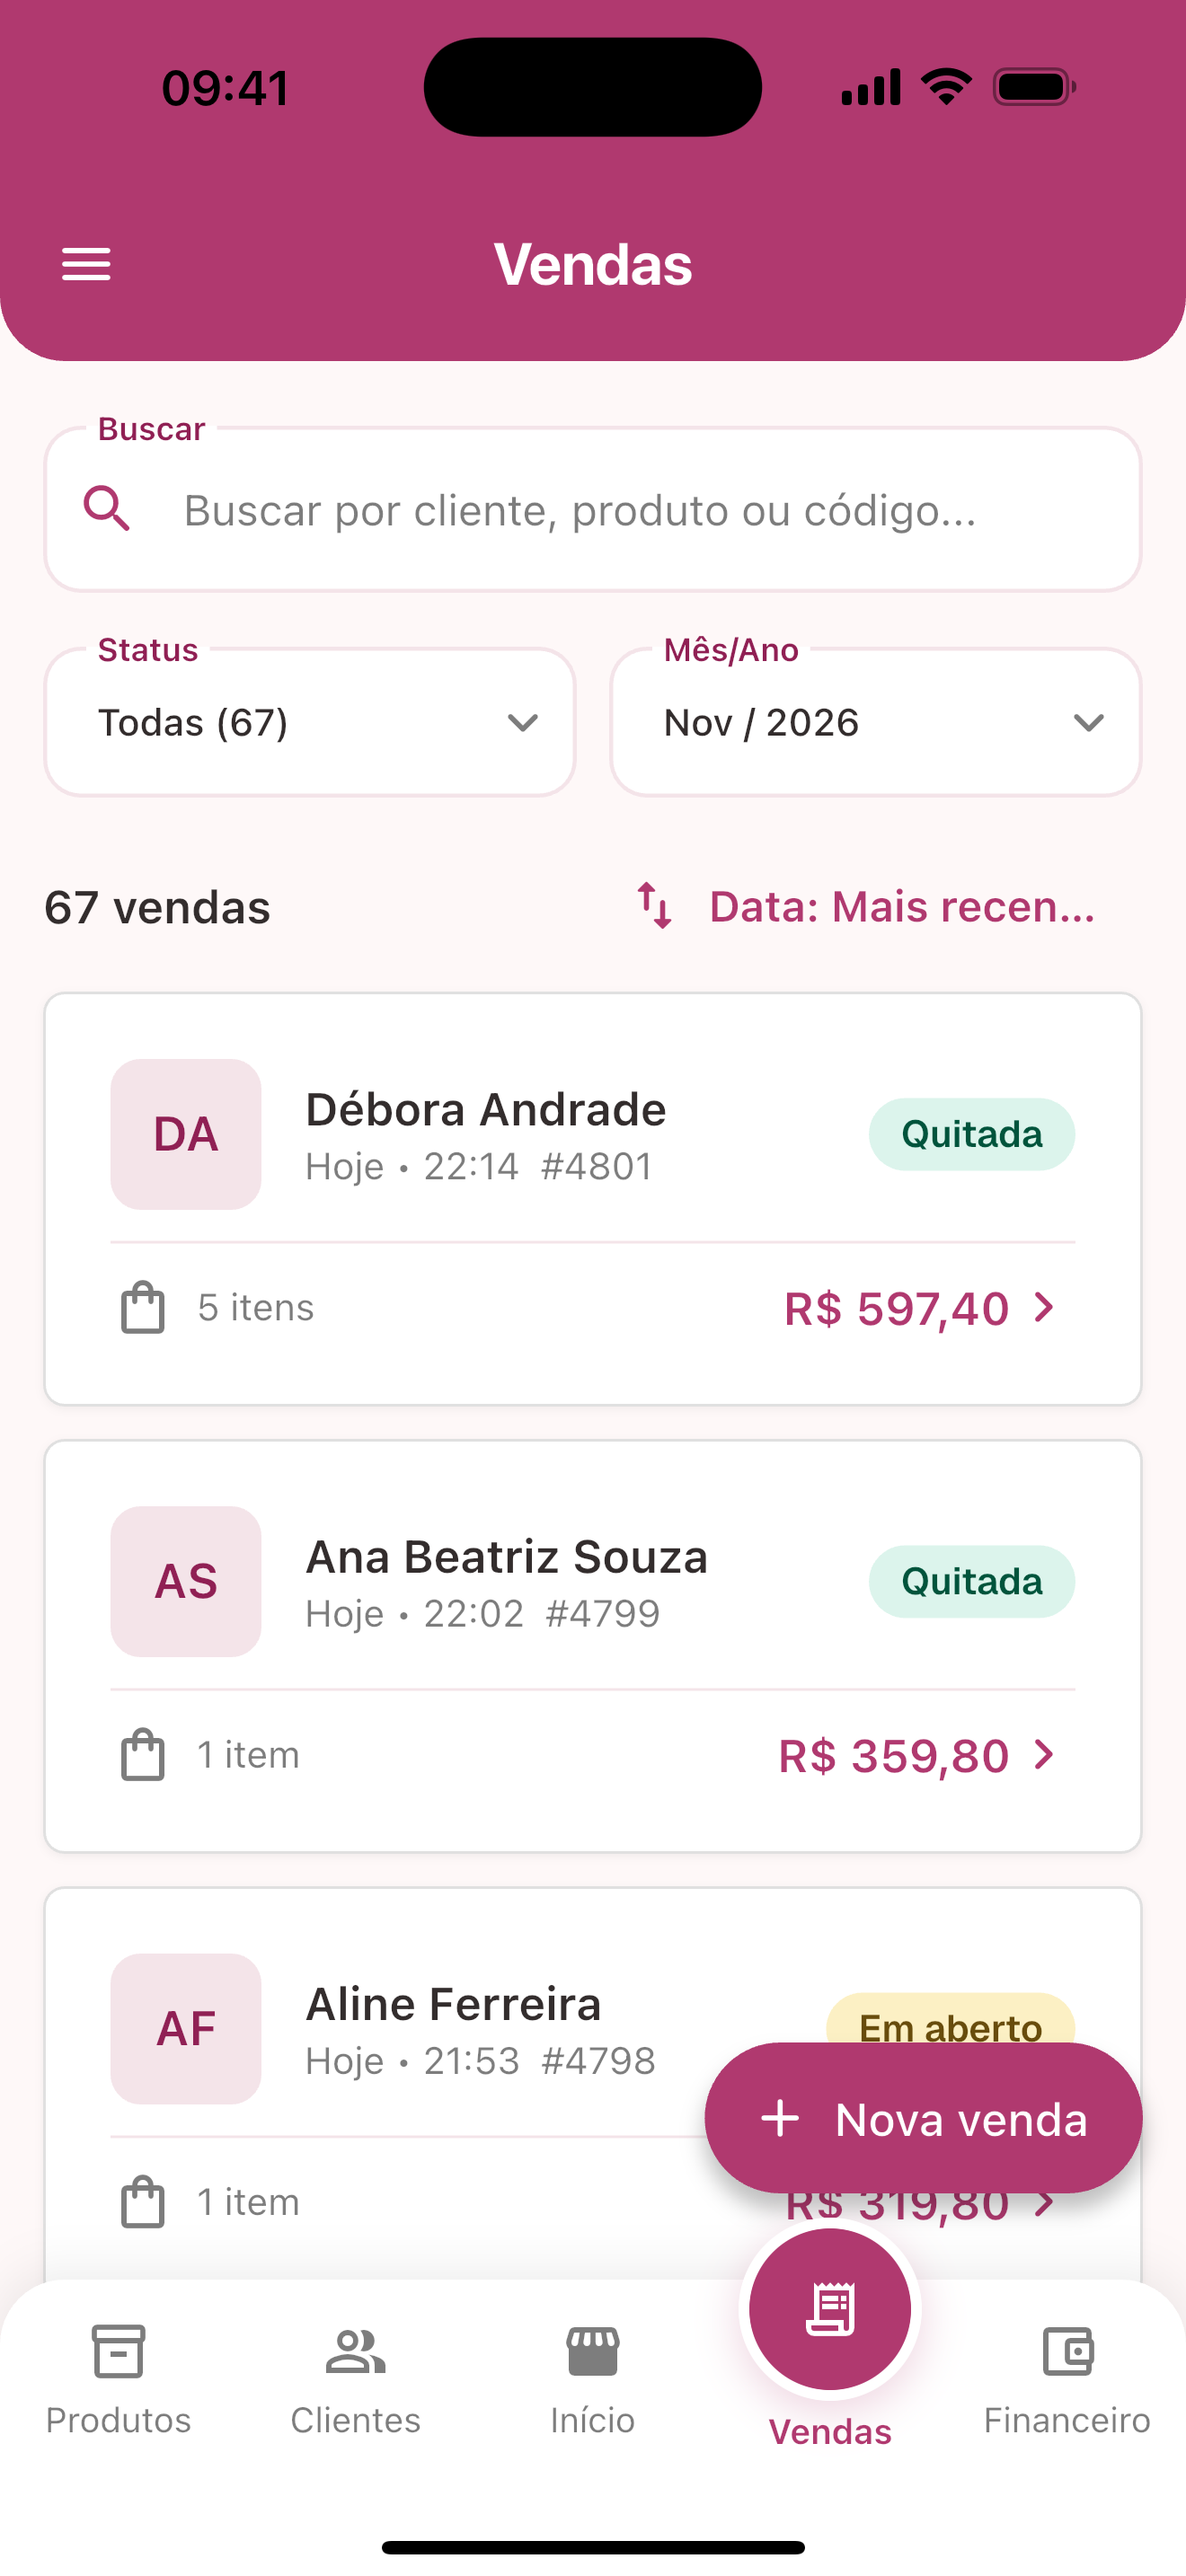 09:41
Vendas
Buscar
Buscar por cliente, produto ou código...
Status
Todas (67)
Mês/Ano
Nov / 2026
67 vendas
Data: Mais recen...
DA
Débora Andrade
Quitada
Hoje • 22:14 #4801
5 itens
R$ 597,40
AS
Ana Beatriz Souza
Quitada
Hoje • 22:02 #4799
1 item
R$ 359,80
AF
Aline Ferreira
Em aberto
Hoje • 21:53 #4798
+ Nova venda
1 item
R$ 319,80
Produtos
Clientes
Início
Vendas
Financeiro